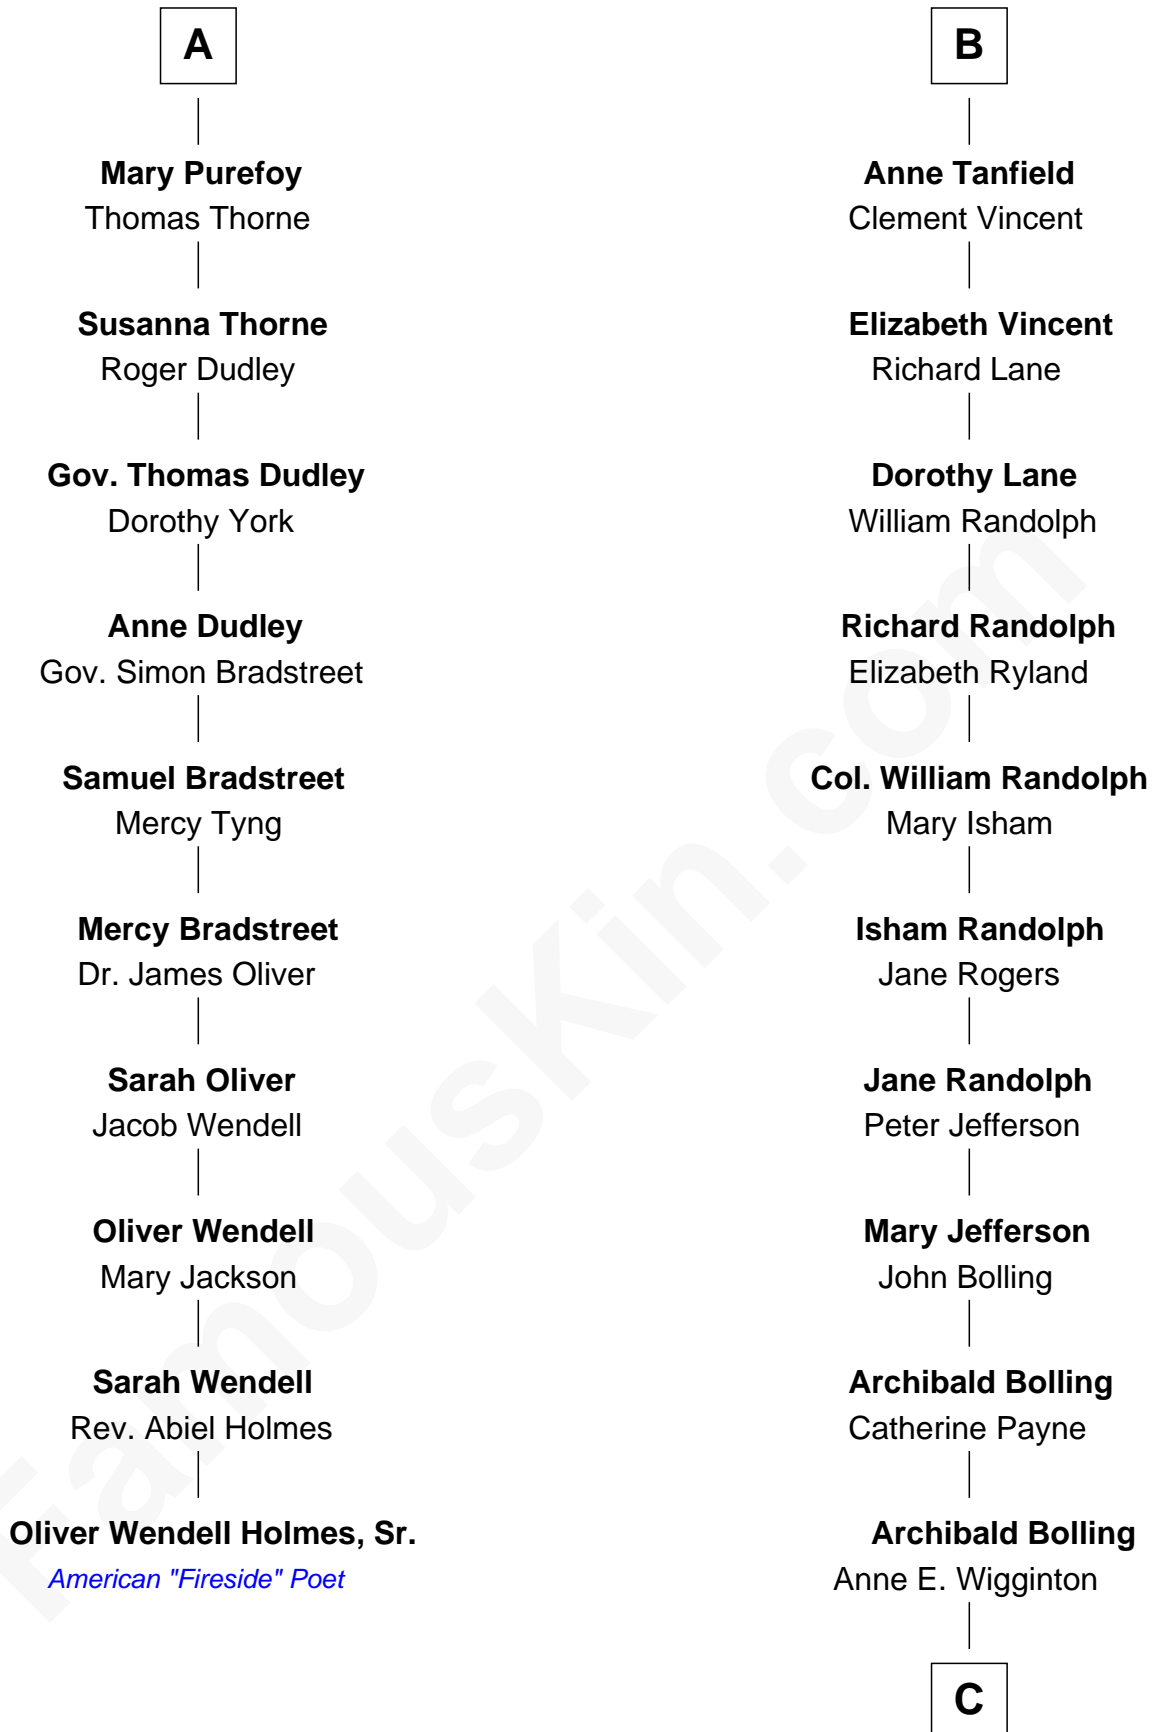 A
Mary Purefoy
Thomas Thorne
Susanna Thorne
Roger Dudley
Gov. Thomas Dudley
Dorothy York
Anne Dudley
Gov. Simon Bradstreet
Samuel Bradstreet
Mercy Tyng
Mercy Bradstreet
Dr. James Oliver
Sarah Oliver
Jacob Wendell
Oliver Wendell
Mary Jackson
Sarah Wendell
Rev. Abiel Holmes
Oliver Wendell Holmes, Sr.
American "Fireside" Poet
B
Anne Tanfield
Clement Vincent
Elizabeth Vincent
Richard Lane
Dorothy Lane
William Randolph
Richard Randolph
Elizabeth Ryland
Col. William Randolph
Mary Isham
Isham Randolph
Jane Rogers
Jane Randolph
Peter Jefferson
Mary Jefferson
John Bolling
Archibald Bolling
Catherine Payne
Archibald Bolling
Anne E. Wigginton
C
FamousKin.com